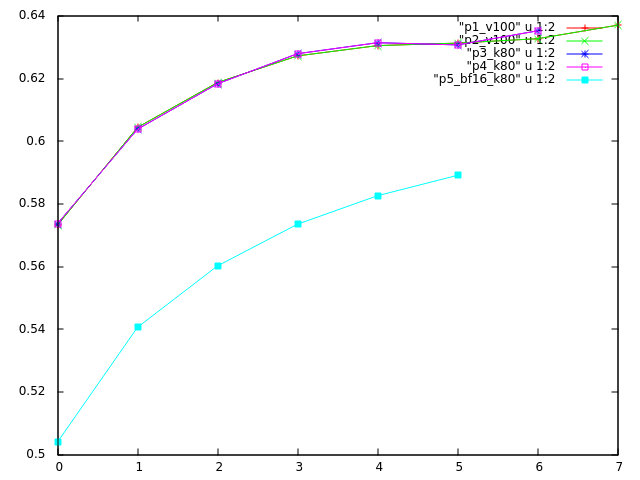 0.64
0.62
0.6
0.58
0.56
0.54
0.52
0.5
0 1 2 3 4 5 6 7
"p1_v100" u 1:2
"p2_v100" u 1:2
"p3_k80" u 1:2
"p4_k80" u 1:2
"p5_bf16_k80" u 1:2